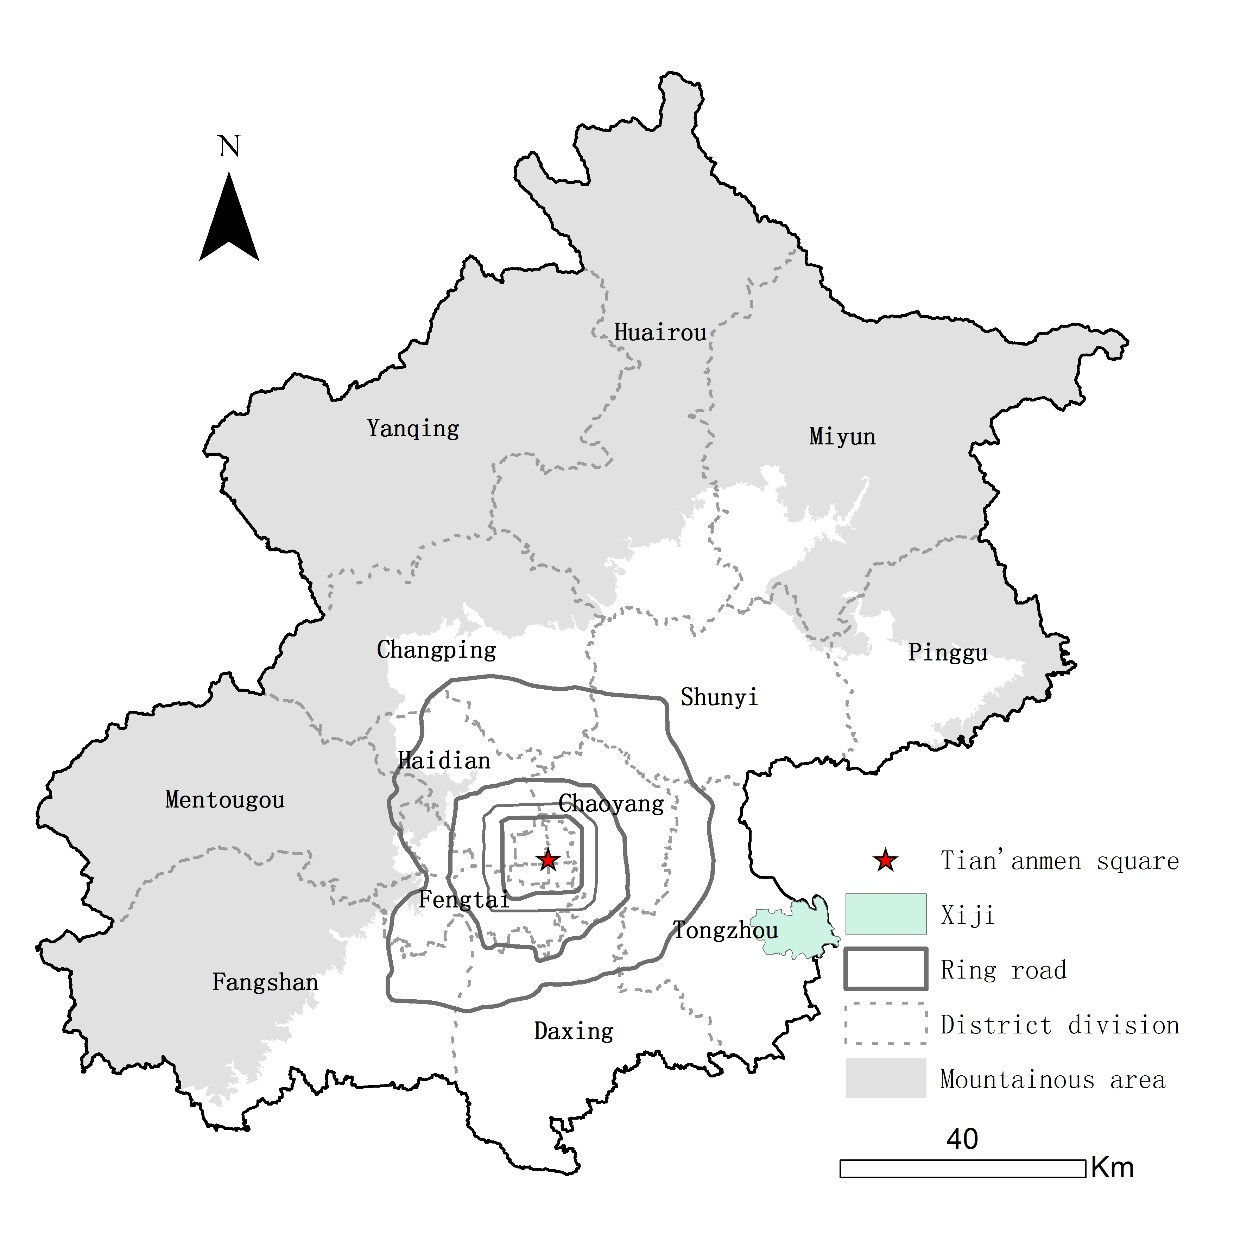 N
Huairou
Yanqing
Miyun
Changping
Pinggu
Shunyi
Haidian
Mentougou
Chaoyang
Fengtai
Tongzhou
Fangshan
Daxing
Tian'anmen square
Xiji
Ring road
District division
Mountainous area
40
Km